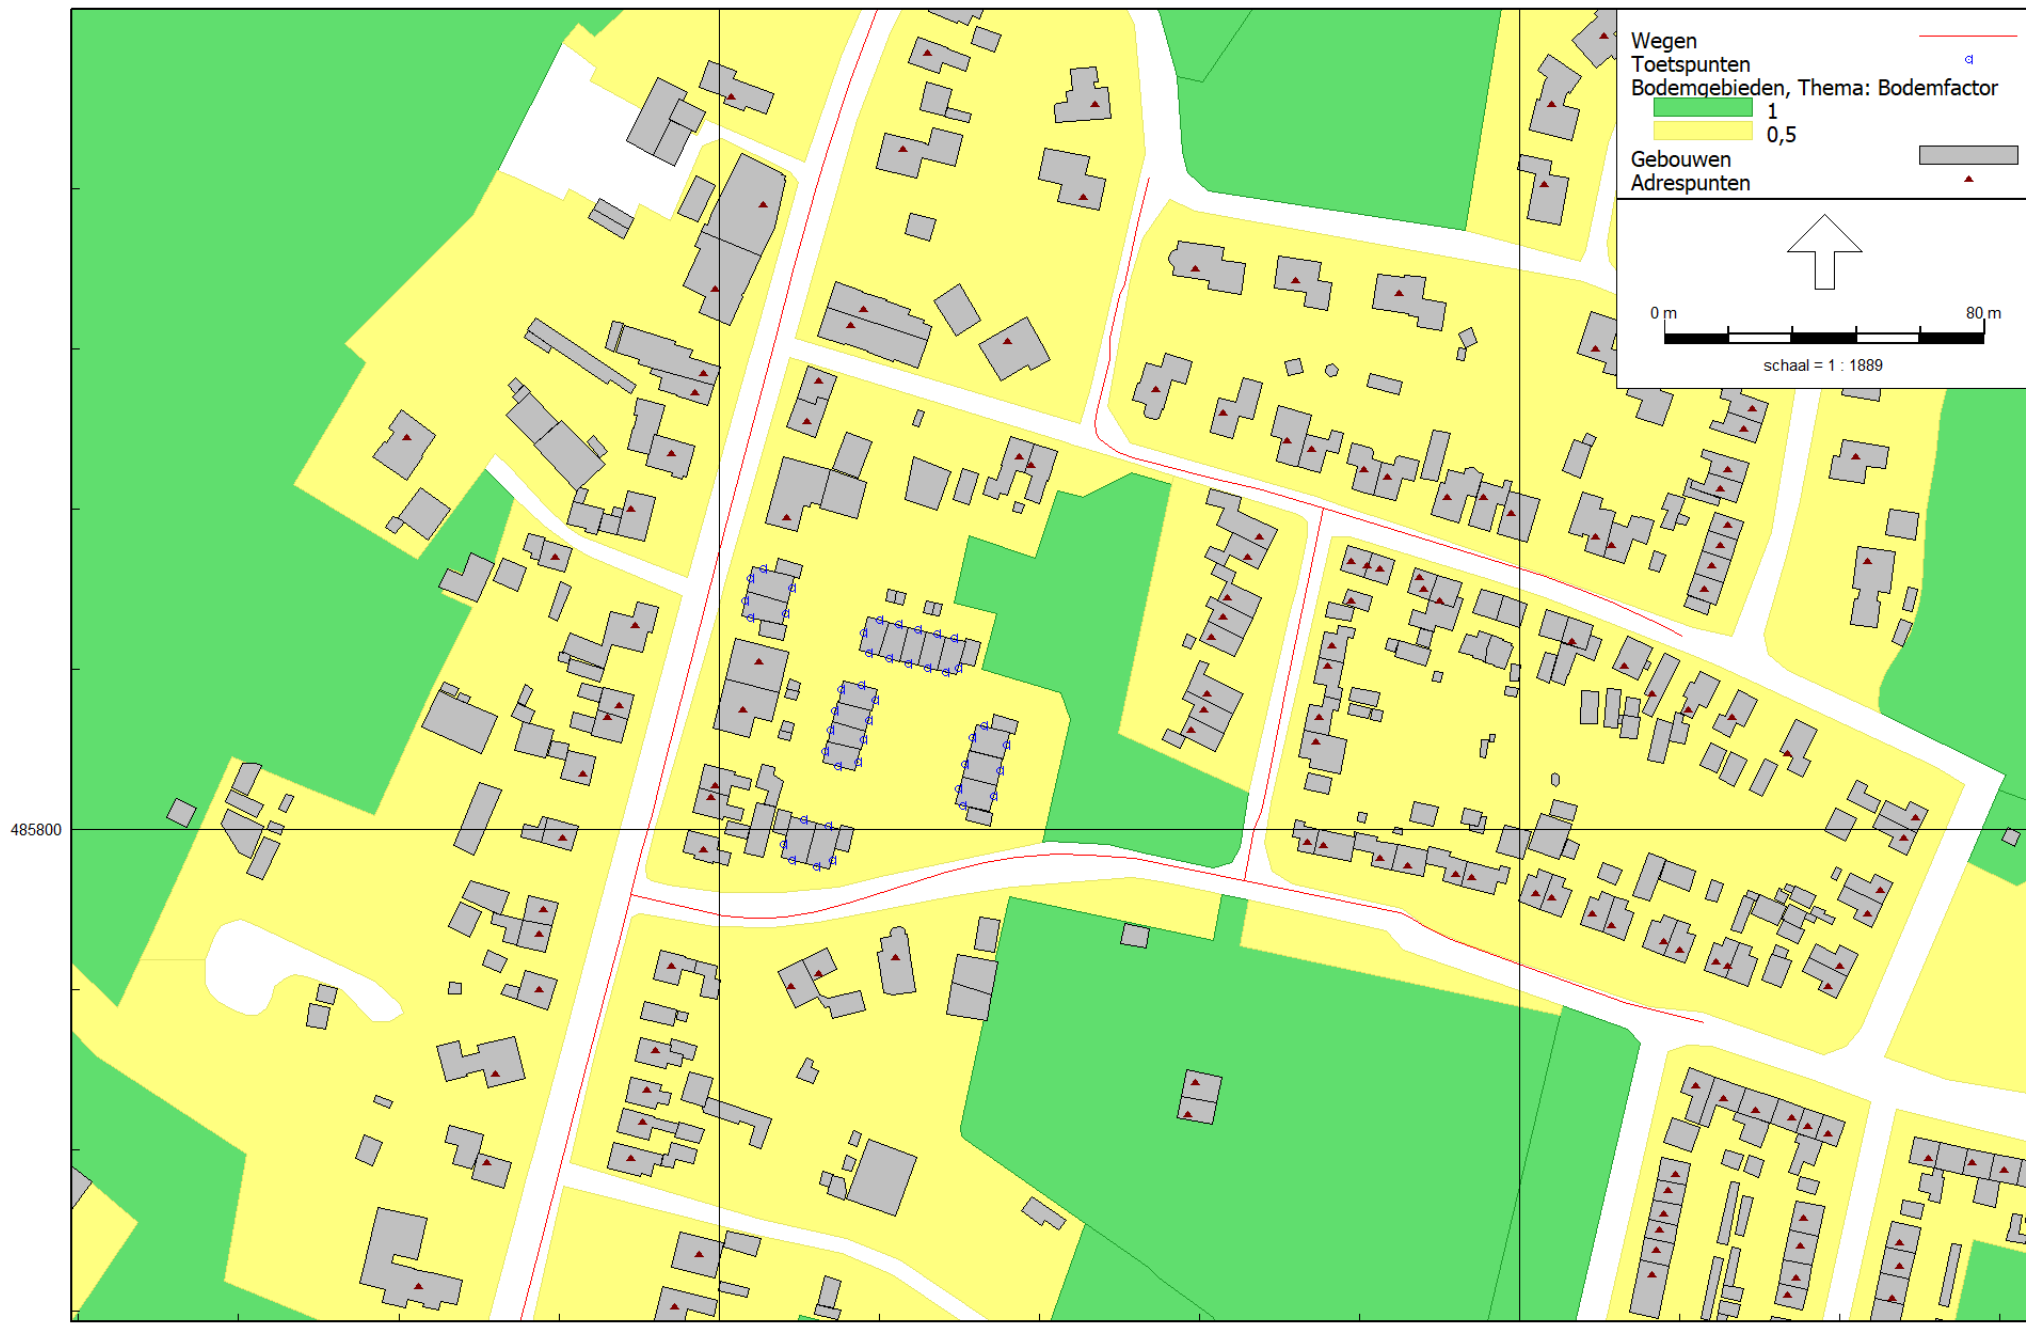 Wegen
Toetspunten
Bodemgebieden, Thema: Bodemfactor
1
0,5
Gebouwen
Adrespunten
0 m 80 m
schaal = 1 : 1889
485800